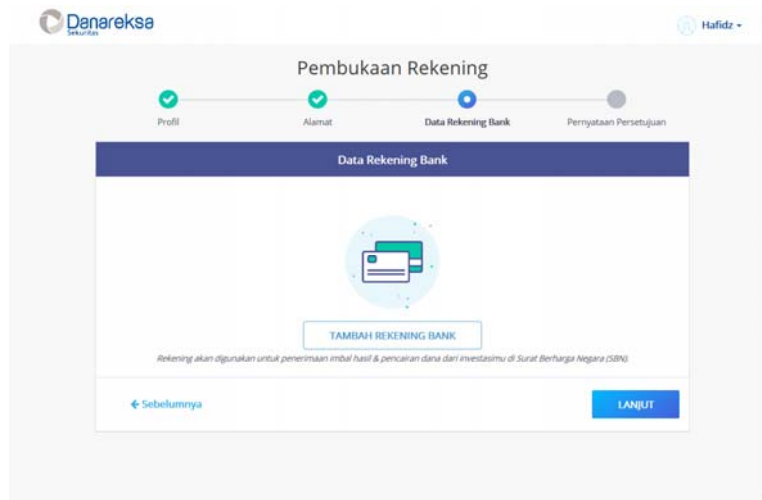 Danareksa
Sekuritas
Hafidz
Pembukaan Rekening
Profil
Alamat
Data Rekening Bank
Pernyataan Persetujuan
Data Rekening Bank
TAMBAH REKENING BANK
Rekening akan digunakan untuk penerimaan imbal hasil & pencairan dana dari investasimu di Surat Berharga Negara (SBN).
Sebelumnya
LANJUT